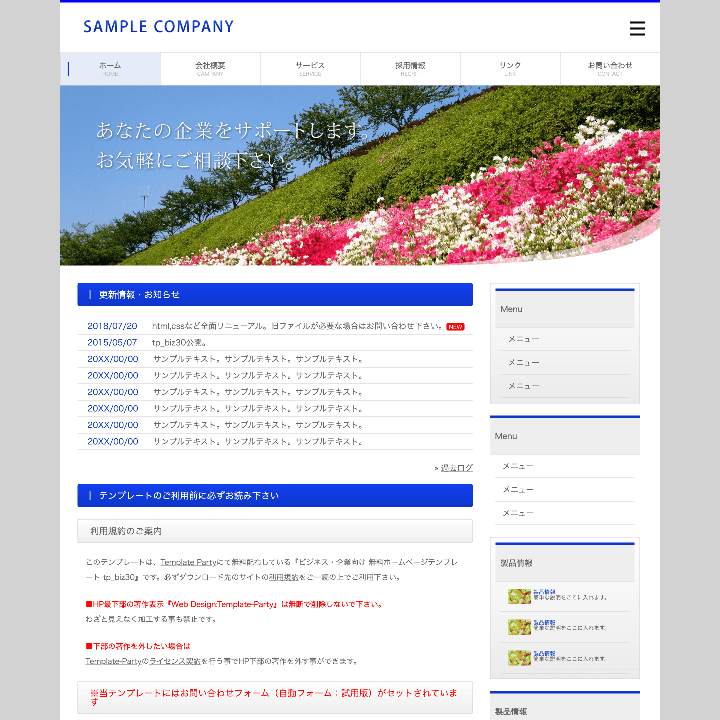 SAMPLE COMPANY
ホーム 会社概要 サービス 採用情報 リンク お問い合わせ
HOME COMPANY SERVICE RECRUIT LINK CONTACT
あなたの企業をサポートします。
お気軽にご相談下さい。
更新情報・お知らせ
2018/07/20 html,cssなど全面リニューアル。旧ファイルが必要な場合はお問い合わせ下さい。 NEW
2015/05/07 tp_biz30公開。
20XX/00/00 サンプルテキスト。サンプルテキスト。サンプルテキスト。
20XX/00/00 サンプルテキスト。サンプルテキスト。サンプルテキスト。
20XX/00/00 サンプルテキスト。サンプルテキスト。サンプルテキスト。
20XX/00/00 サンプルテキスト。サンプルテキスト。サンプルテキスト。
20XX/00/00 サンプルテキスト。サンプルテキスト。サンプルテキスト。
20XX/00/00 サンプルテキスト。サンプルテキスト。サンプルテキスト。
» 過去ログ
テンプレートのご利用前に必ずお読み下さい
利用規約のご案内
このテンプレートは、Template Partyにて無料配布している『ビジネス・企業向け 無料ホームページテンプレ
ート tp_biz30』です。必ずダウンロード先のサイトの利用規約をご一読の上でご利用下さい。
■HP最下部の著作表示『Web Design:Template-Party』は無断で削除しないで下さい。
わざと見えなく加工する事も禁止です。
■下部の著作を外したい場合は
Template-Partyのライセンス契約を行う事でHP下部の著作を外す事ができます。
※当テンプレートにはお問い合わせフォーム（自動フォーム：試用版）がセットされていま
す
Menu
メニュー
メニュー
メニュー
Menu
メニュー
メニュー
メニュー
製品情報
製品情報
簡単な説明をここに入れます。
製品情報
簡単な説明をここに入れます。
製品情報
簡単な説明をここに入れます。
製品情報